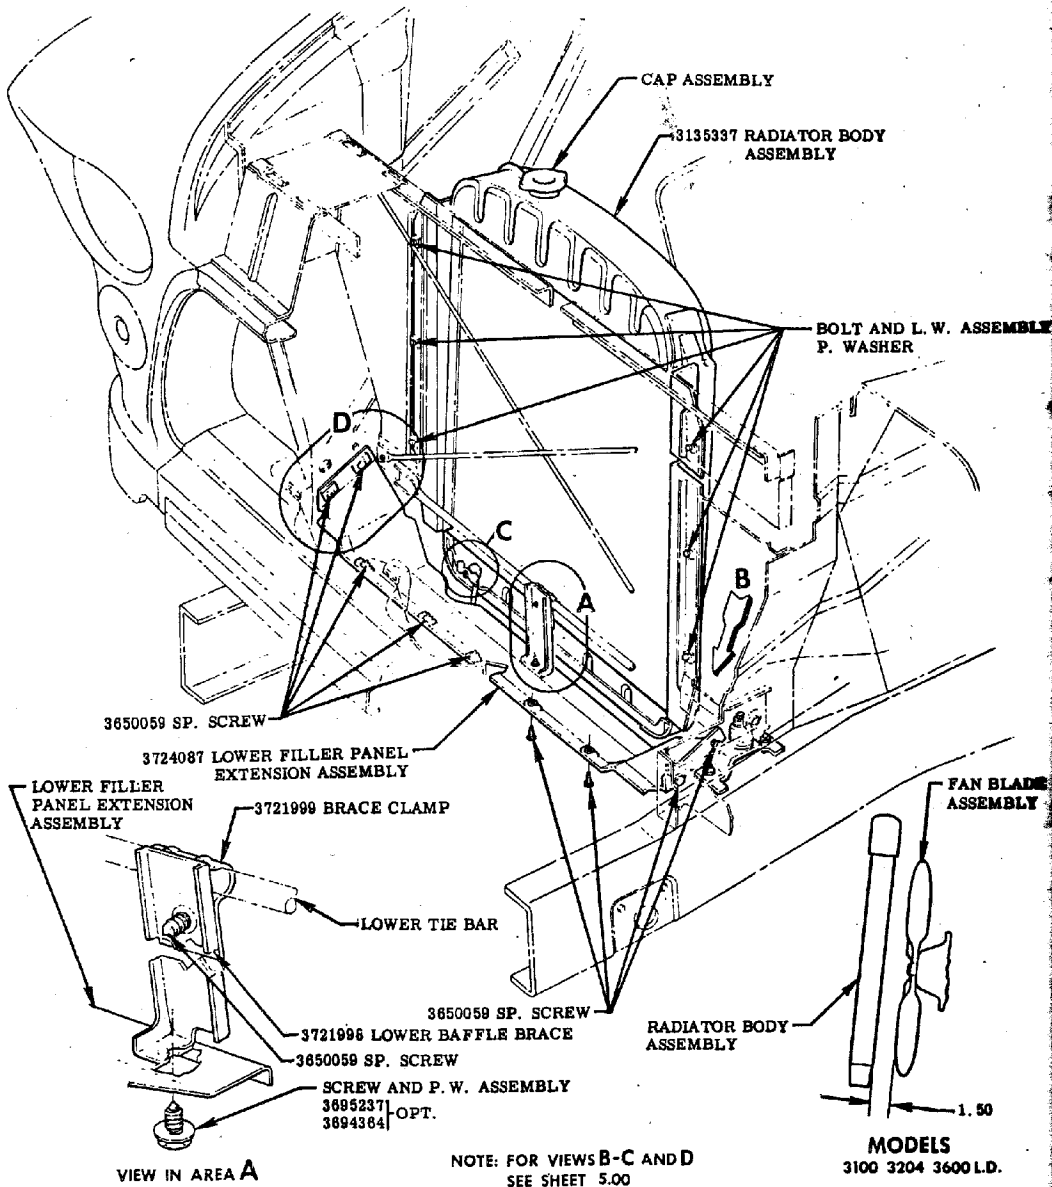 CAP ASSEMBLY
3135337 RADIATOR BODY
ASSEMBLY
BOLT AND L. W. ASSEMBLY
P. WASHER
D
C
A
B
3650059 SP. SCREW
3724087 LOWER FILLER PANEL
EXTENSION ASSEMBLY
LOWER FILLER
PANEL EXTENSION
ASSEMBLY
3721999 BRACE CLAMP
LOWER TIE BAR
FAN BLADE
ASSEMBLY
3650059 SP. SCREW
3721998 LOWER BAFFLE BRACE
3650059 SP. SCREW
RADIATOR BODY
ASSEMBLY
SCREW AND P. W. ASSEMBLY
3695237
3694364
OPT.
1.50
VIEW IN AREA A
NOTE: FOR VIEWS B-C AND D
SEE SHEET 5.00
MODELS
3100 3204 3600 L.D.